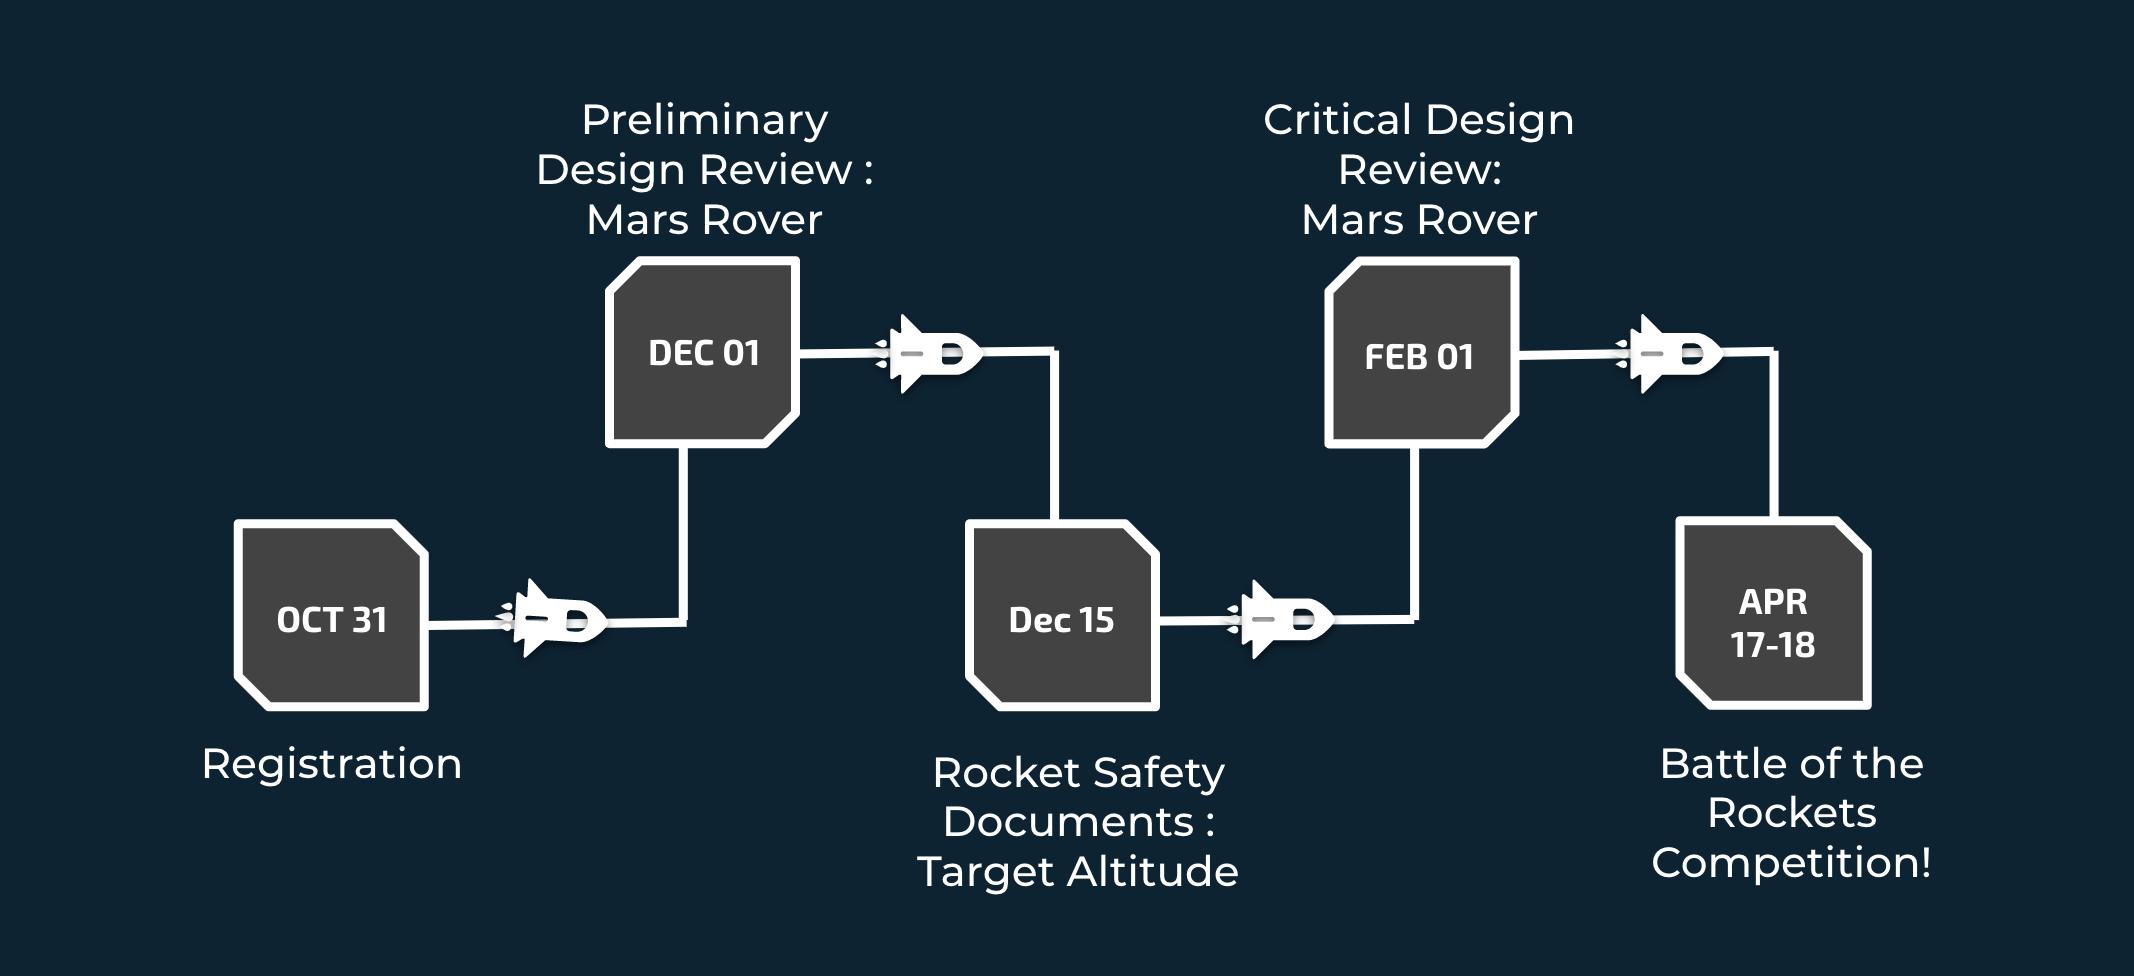 OCT 31
Registration
Preliminary
Design Review :
Mars Rover
DEC 01
Dec 15
Rocket Safety
Documents :
Target Altitude
Critical Design
Review:
Mars Rover
FEB 01
APR
17-18
Battle of the
Rockets
Competition!